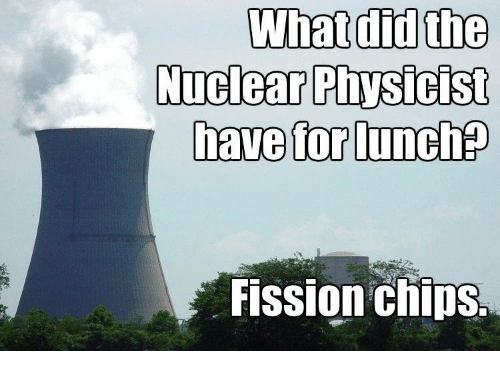 What did the
Nuclear Physicist
have for lunch?
Fission chips.